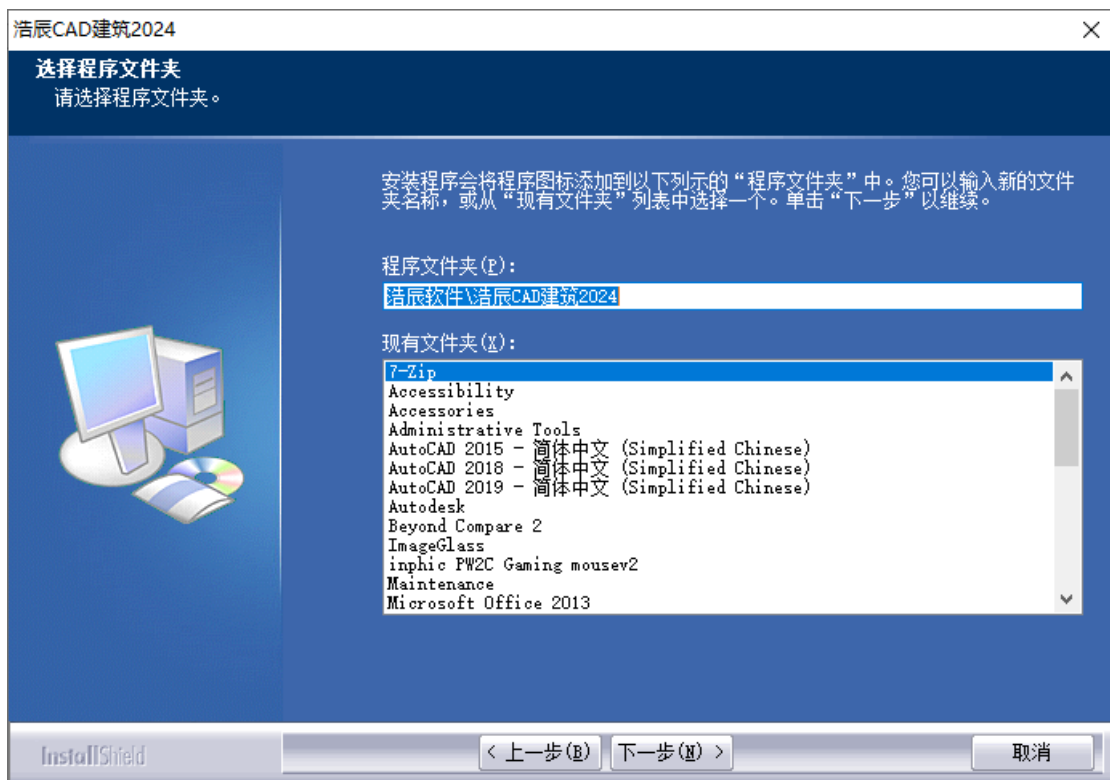 浩辰CAD建筑2024
选择程序文件夹
请选择程序文件夹。
安装程序会将程序图标添加到以下列示的“程序文件夹”中。您可以输入新的文件
夹名称，或从“现有文件夹”列表中选择一个。单击“下一步”以继续。
程序文件夹(P)：
浩辰软件\浩辰CAD建筑2024
现有文件夹(X)：
7-Zip
Accessibility
Accessories
Administrative Tools
AutoCAD 2015 - 简体中文 (Simplified Chinese)
AutoCAD 2018 - 简体中文 (Simplified Chinese)
AutoCAD 2019 - 简体中文 (Simplified Chinese)
Autodesk
Beyond Compare 2
ImageGlass
inphic PW2C Gaming mousev2
Maintenance
Microsoft Office 2013
InstallShield
< 上一步(B) 下一步(N) > 取消